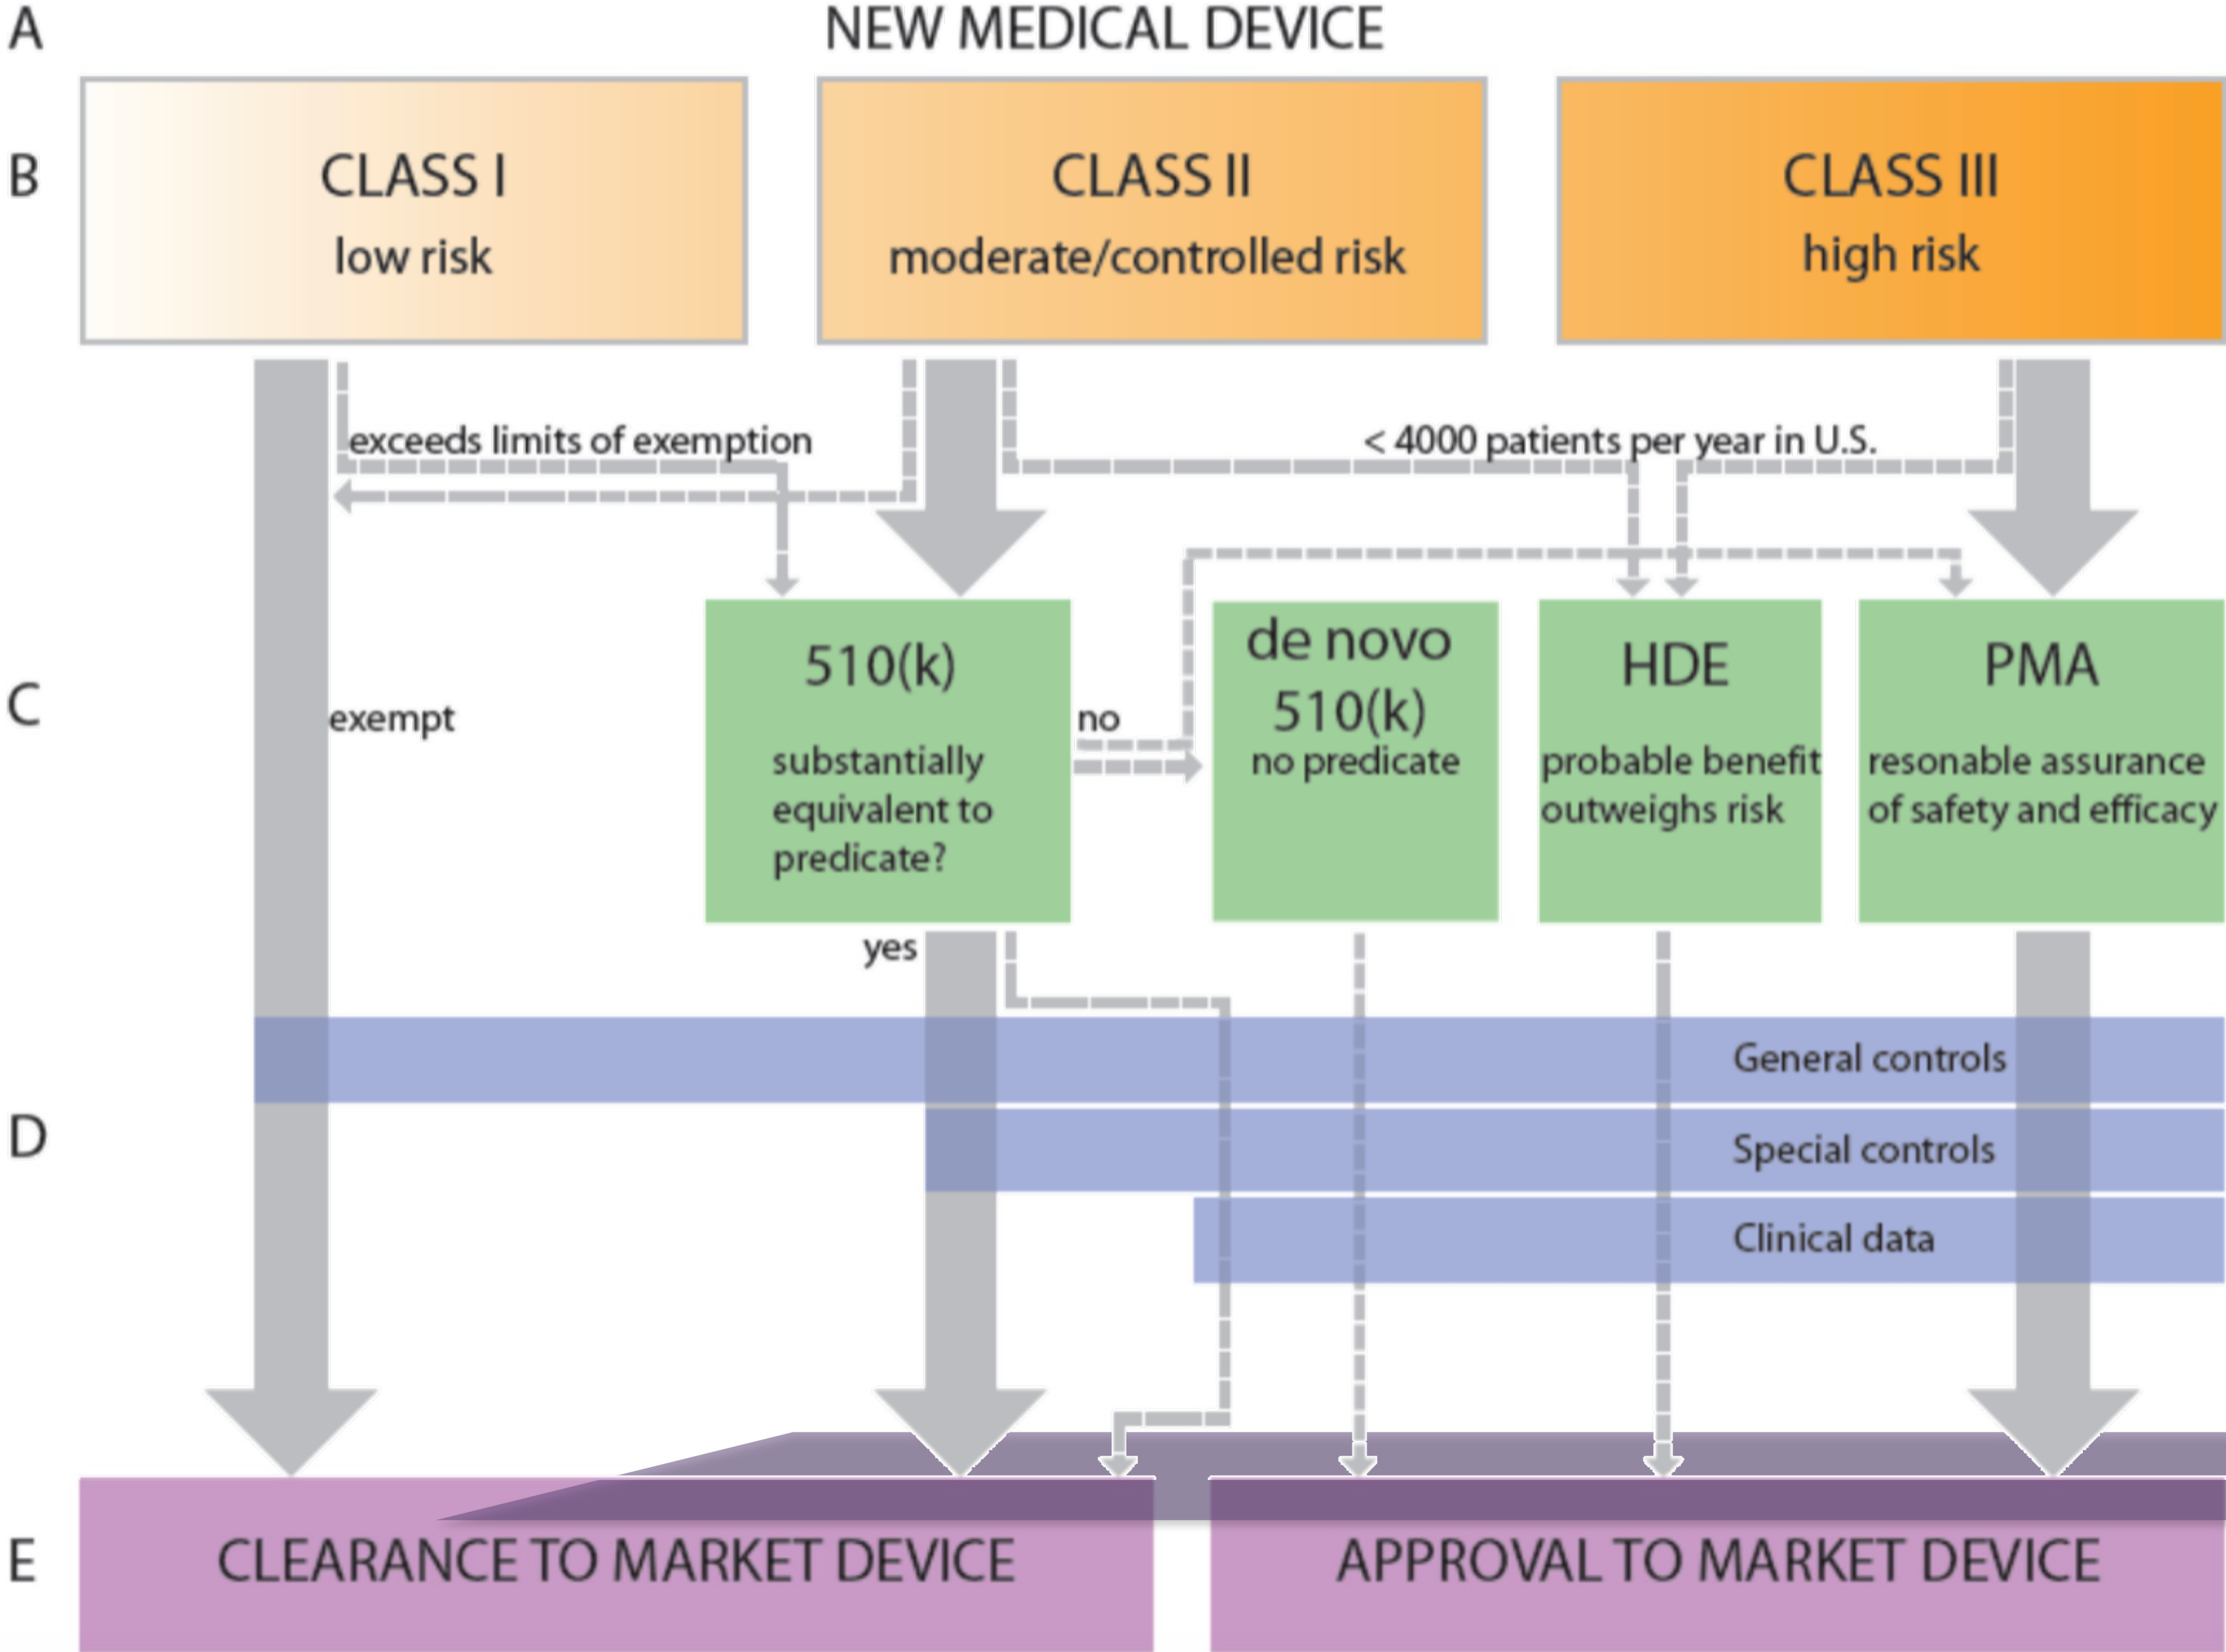 A
NEW MEDICAL DEVICE
B
CLASS I
low risk
CLASS II
moderate/controlled risk
CLASS III
high risk
exceeds limits of exemption
< 4000 patients per year in U.S.
C
exempt
510(k)
substantially
equivalent to
predicate?
no
de novo
510(k)
no predicate
HDE
probable benefit
outweighs risk
PMA
resonable assurance
of safety and efficacy
yes
D
General controls
Special controls
Clinical data
E
CLEARANCE TO MARKET DEVICE
APPROVAL TO MARKET DEVICE